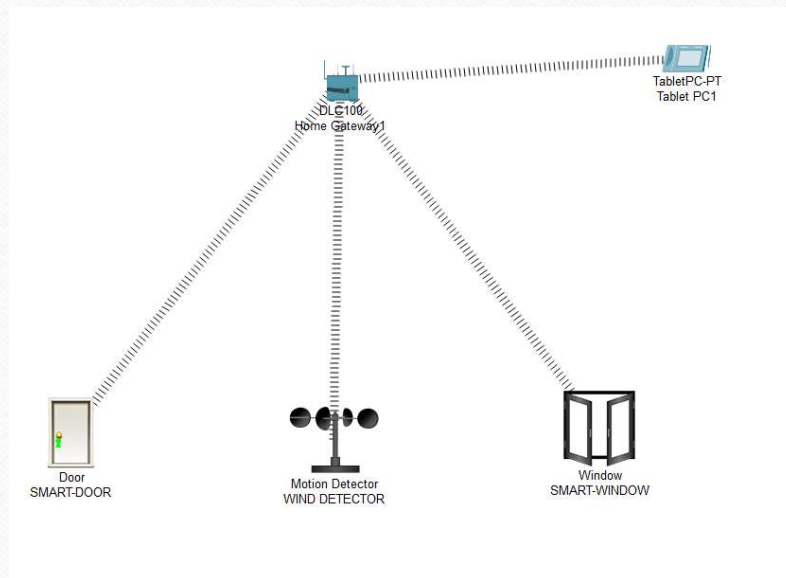 TabletPC-PT
Tablet PC1
DLC100
Home Gateway1
Door
SMART-DOOR
Motion Detector
WIND DETECTOR
Window
SMART-WINDOW